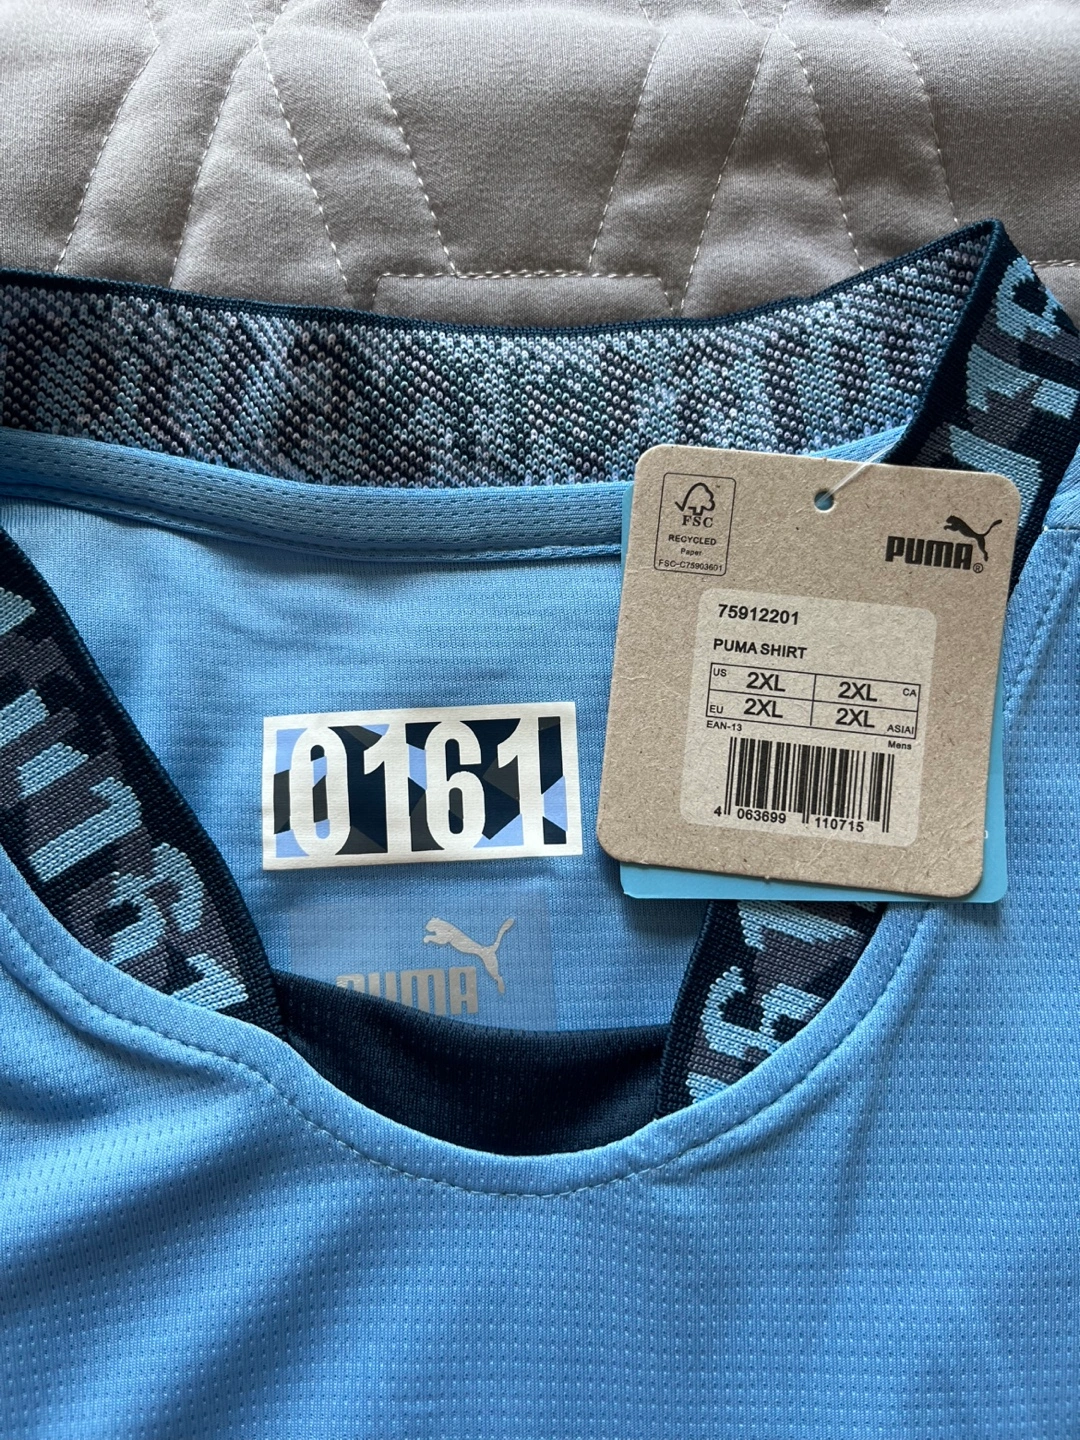 FSC
RECYCLED
Paper
FSC-C75903601
PUMA®
75912201
PUMA SHIRT
US 2XL 2XL CA
EU 2XL 2XL ASIA
EAN-13
Mens
4 063699 110715
0161
PUMA